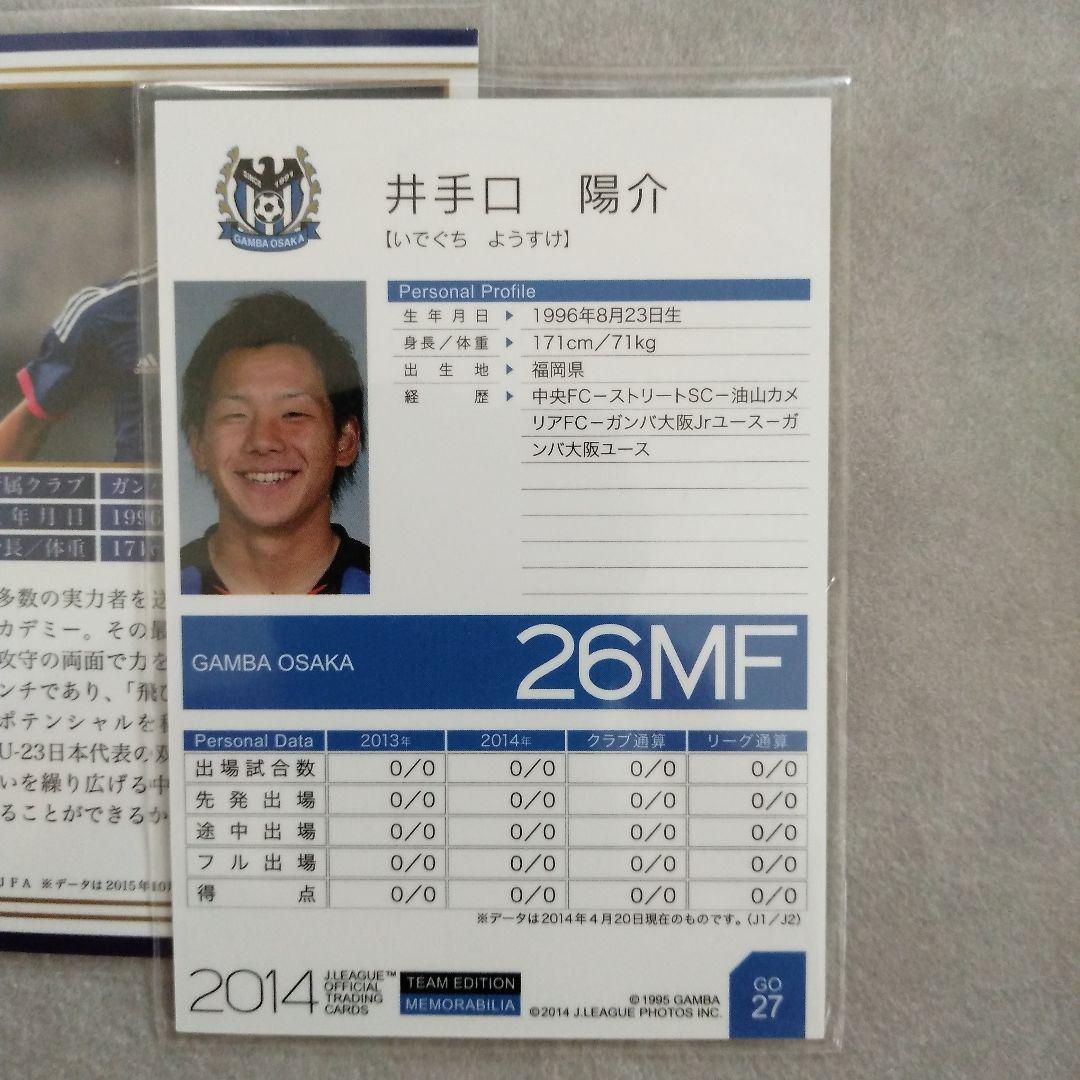 SINCE 1991
GAMBA OSAKA
井手口 陽介
【いでぐち ようすけ】
Personal Profile
生年月日 ▶ 1996年8月23日生
身長／体重 ▶ 171cm／71kg
出生地 ▶ 福岡県
経歴 ▶ 中央FC－ストリートSC－油山カメ
リアFC－ガンバ大阪Jrユース－ガ
ンバ大阪ユース
GAMBA OSAKA 26MF
Personal Data 2013年 2014年 クラブ通算 リーグ通算
出場試合数 0／0 0／0 0／0 0／0
先発出場 0／0 0／0 0／0 0／0
途中出場 0／0 0／0 0／0 0／0
フル出場 0／0 0／0 0／0 0／0
得点 0／0 0／0 0／0 0／0
※データは2014年4月20日現在のものです。（J1／J2）
2014
J.LEAGUE™
OFFICIAL
TRADING
CARDS
TEAM EDITION
MEMORABILIA
©1995 GAMBA
©2014 J.LEAGUE PHOTOS INC.
GO
27
adidas
属クラブ ガン
年月日 1996
長／体重 171
多数の実力者を
カデミー。その最
攻守の両面で力を
ンチであり、「飛び
ポテンシャルを
U-23日本代表の
いを繰り広げる中
ることができるか
JFA ※データは2015年10